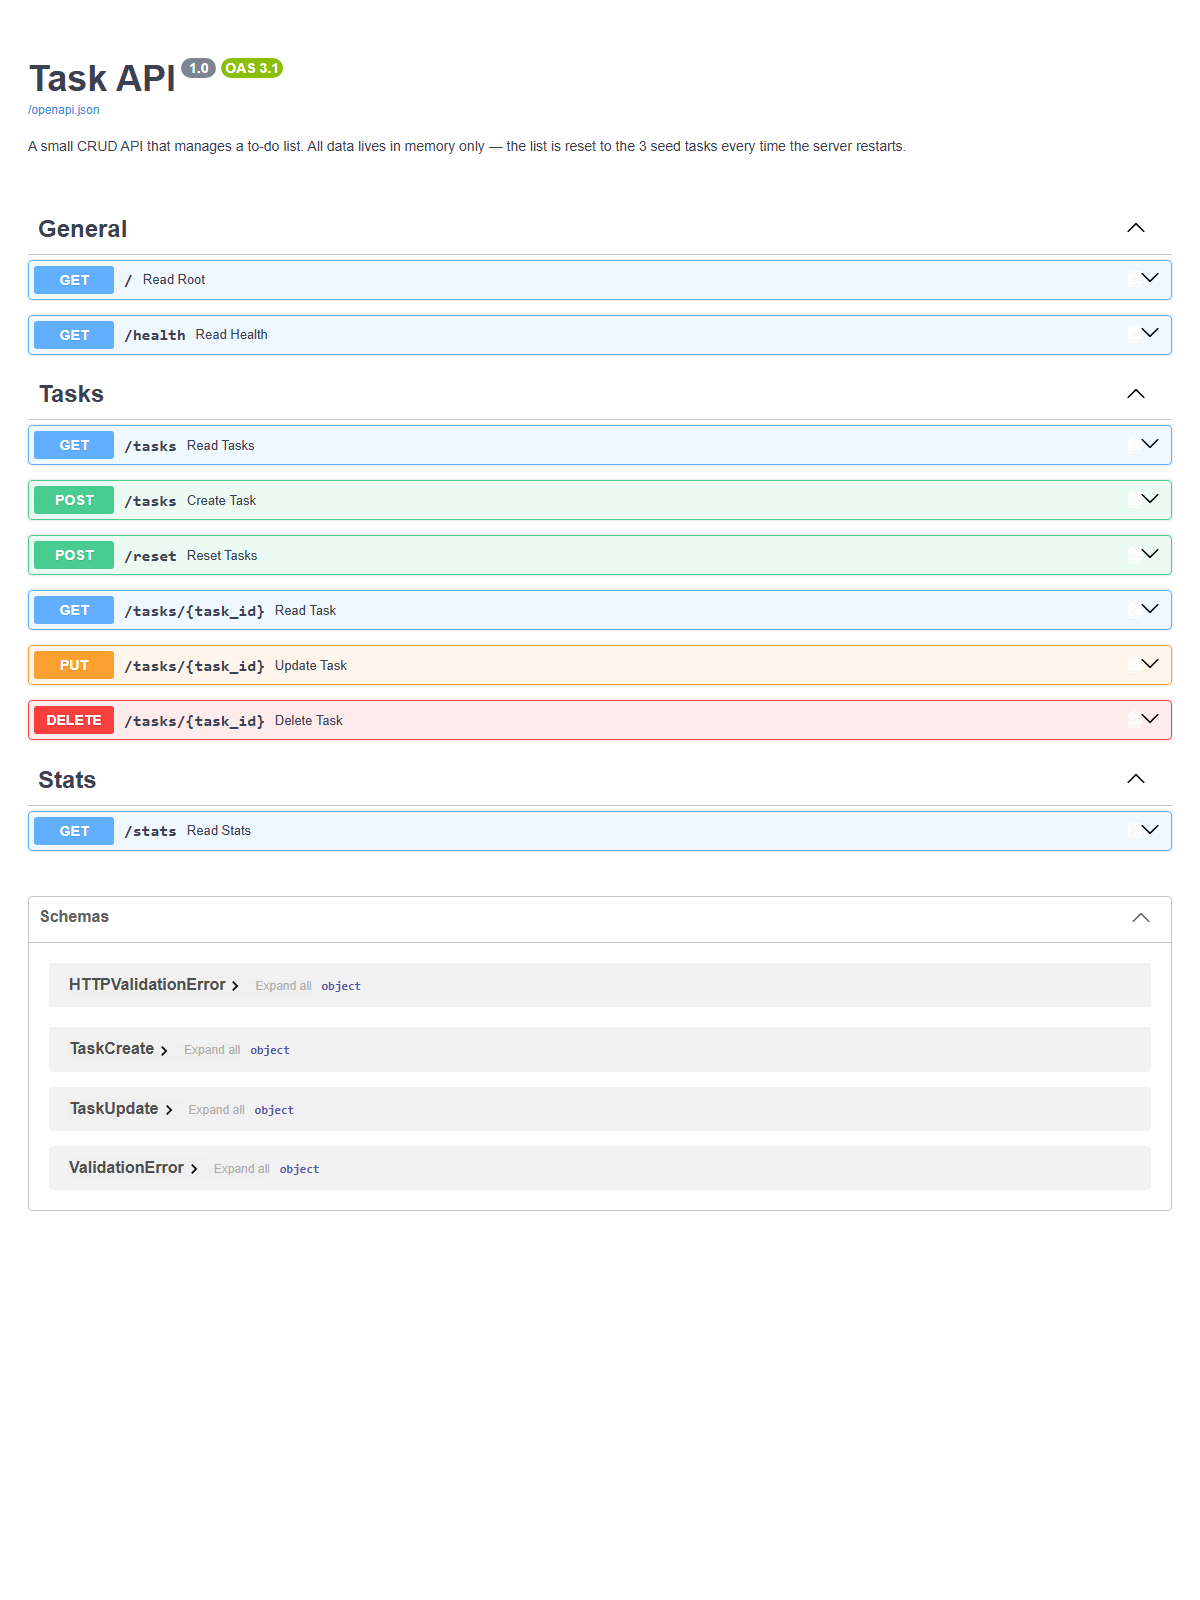 Task API 1.0 OAS 3.1
/openapi.json
A small CRUD API that manages a to-do list. All data lives in memory only — the list is reset to the 3 seed tasks every time the server restarts.
General
GET / Read Root
GET /health Read Health
Tasks
GET /tasks Read Tasks
POST /tasks Create Task
POST /reset Reset Tasks
GET /tasks/{task_id} Read Task
PUT /tasks/{task_id} Update Task
DELETE /tasks/{task_id} Delete Task
Stats
GET /stats Read Stats
Schemas
HTTPValidationError Expand all object
TaskCreate Expand all object
TaskUpdate Expand all object
ValidationError Expand all object